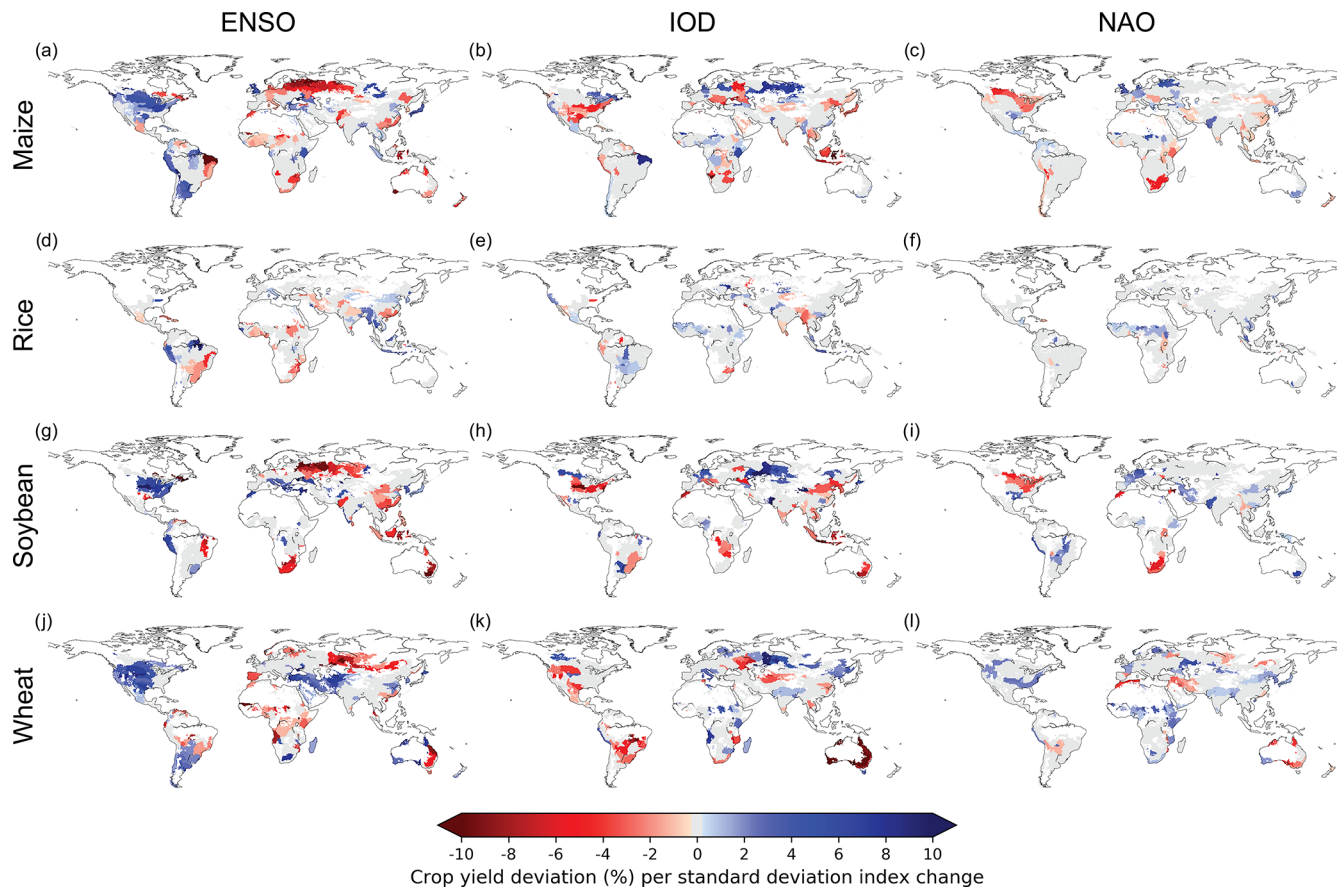 ENSO IOD NAO
(a) (b) (c)
Maize
(d) (e) (f)
Rice
(g) (h) (i)
Soybean
(j) (k) (l)
Wheat
-10 -8 -6 -4 -2 0 2 4 6 8 10
Crop yield deviation (%) per standard deviation index change